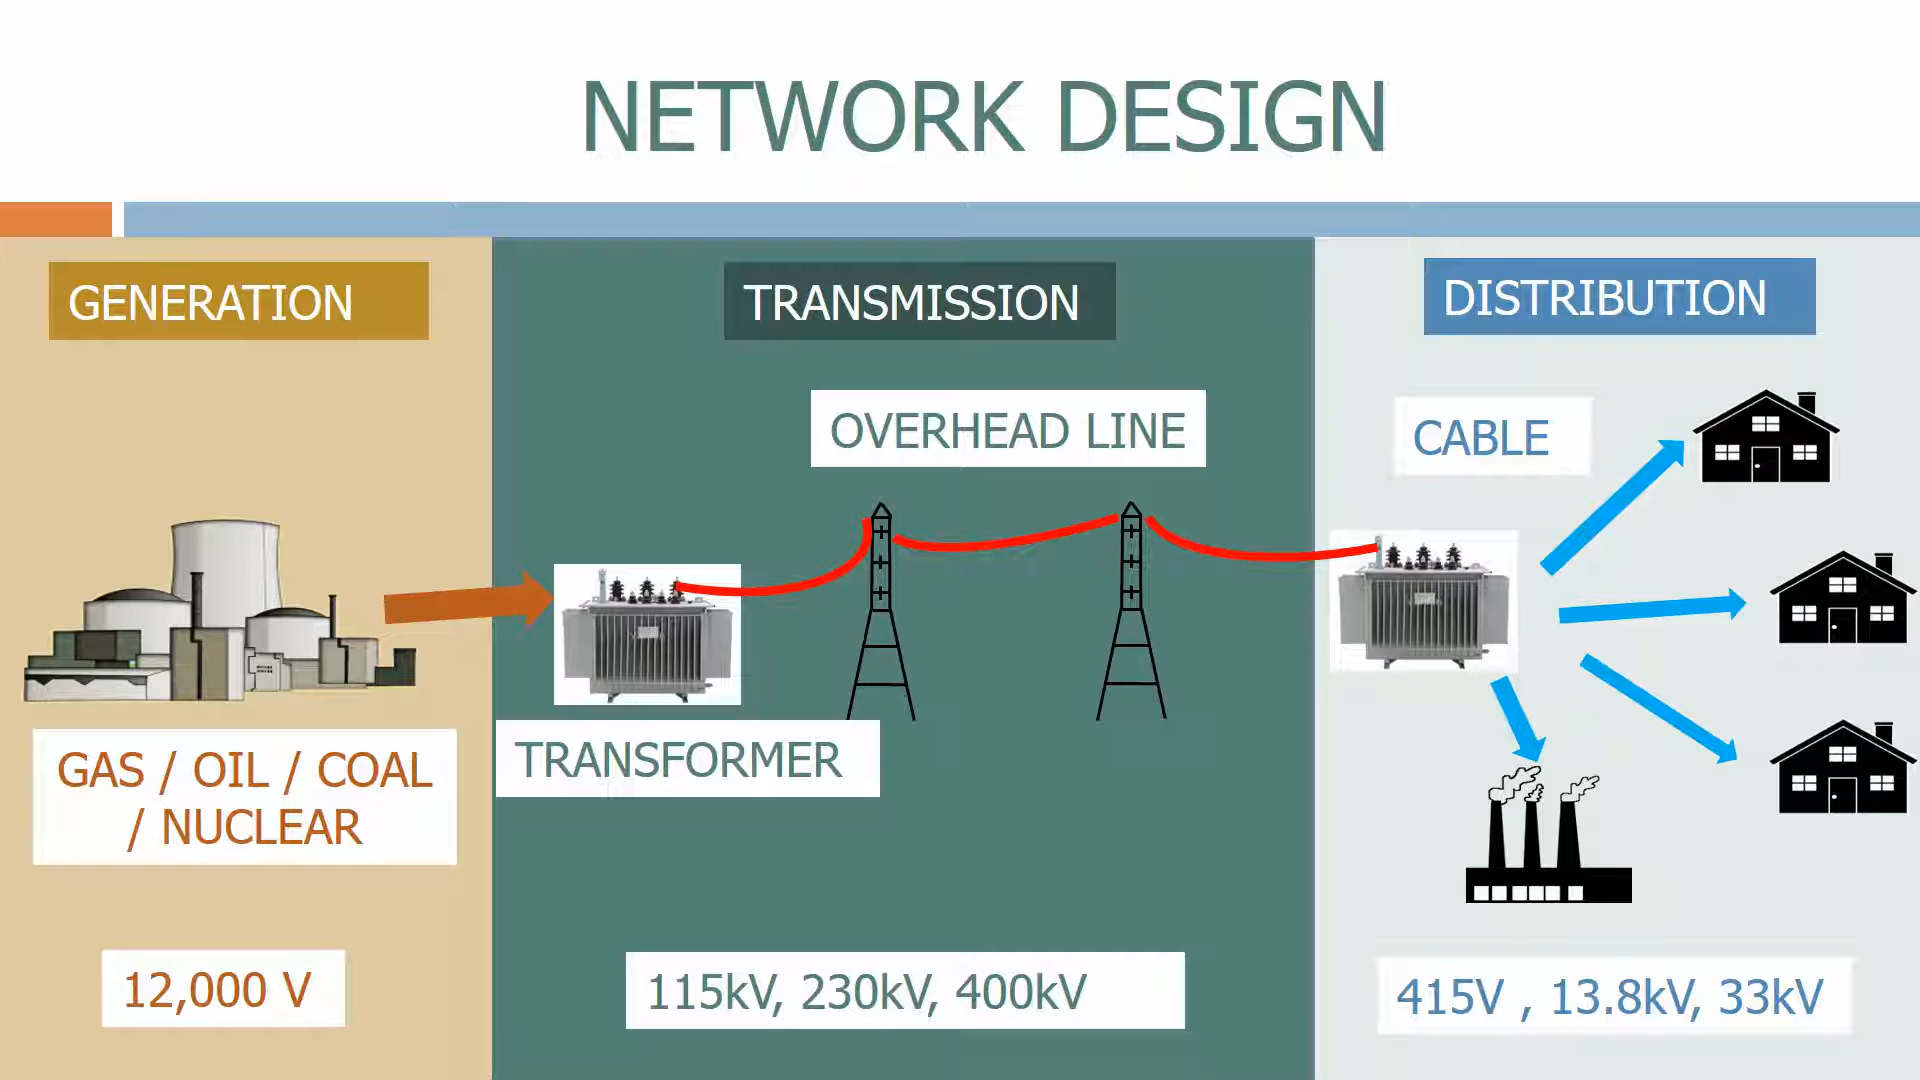 NETWORK DESIGN
GENERATION
TRANSMISSION
DISTRIBUTION
OVERHEAD LINE
CABLE
TRANSFORMER
GAS / OIL / COAL
/ NUCLEAR
12,000 V
115kV, 230kV, 400kV
415V , 13.8kV, 33kV